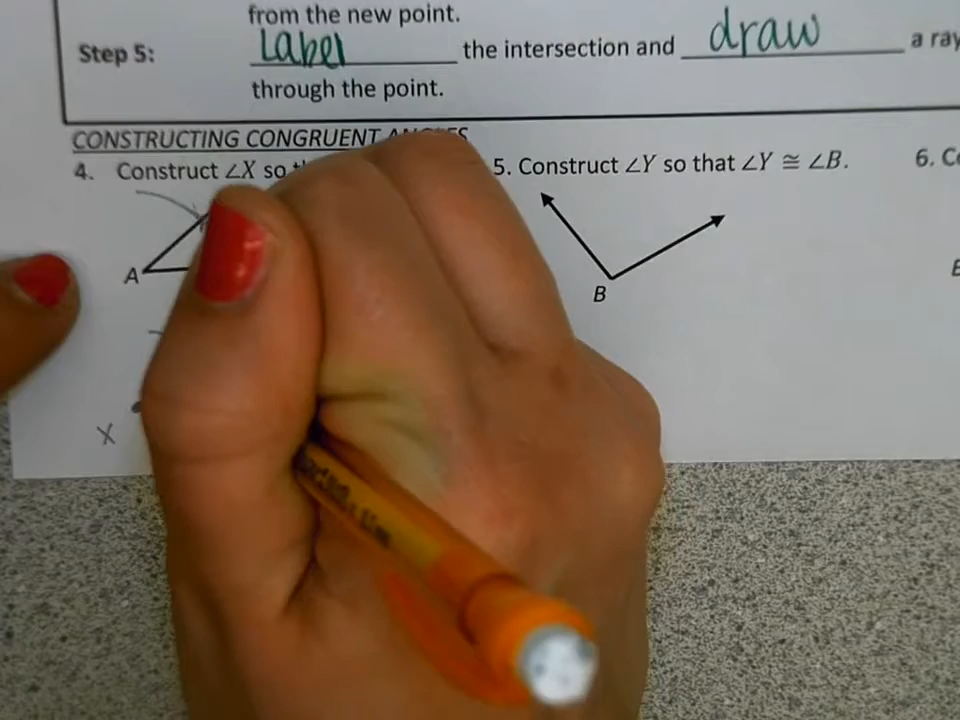 from the new point.
Step 5: Label the intersection and draw a ray
through the point.
CONSTRUCTING CONGRUENT ANGLES
4. Construct ∠X so 5. Construct ∠Y so that ∠Y ≅ ∠B. 6.
A
B
X